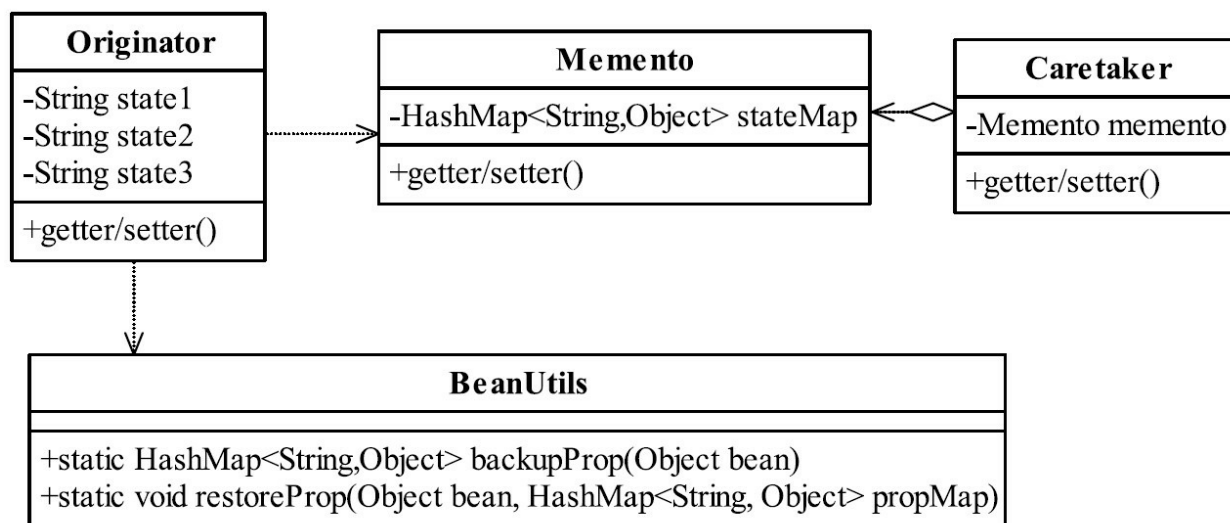 Originator
-String state1
-String state2
-String state3
+getter/setter()
Memento
-HashMap<String,Object> stateMap
+getter/setter()
Caretaker
-Memento memento
+getter/setter()
BeanUtils
+static HashMap<String,Object> backupProp(Object bean)
+static void restoreProp(Object bean, HashMap<String, Object> propMap)